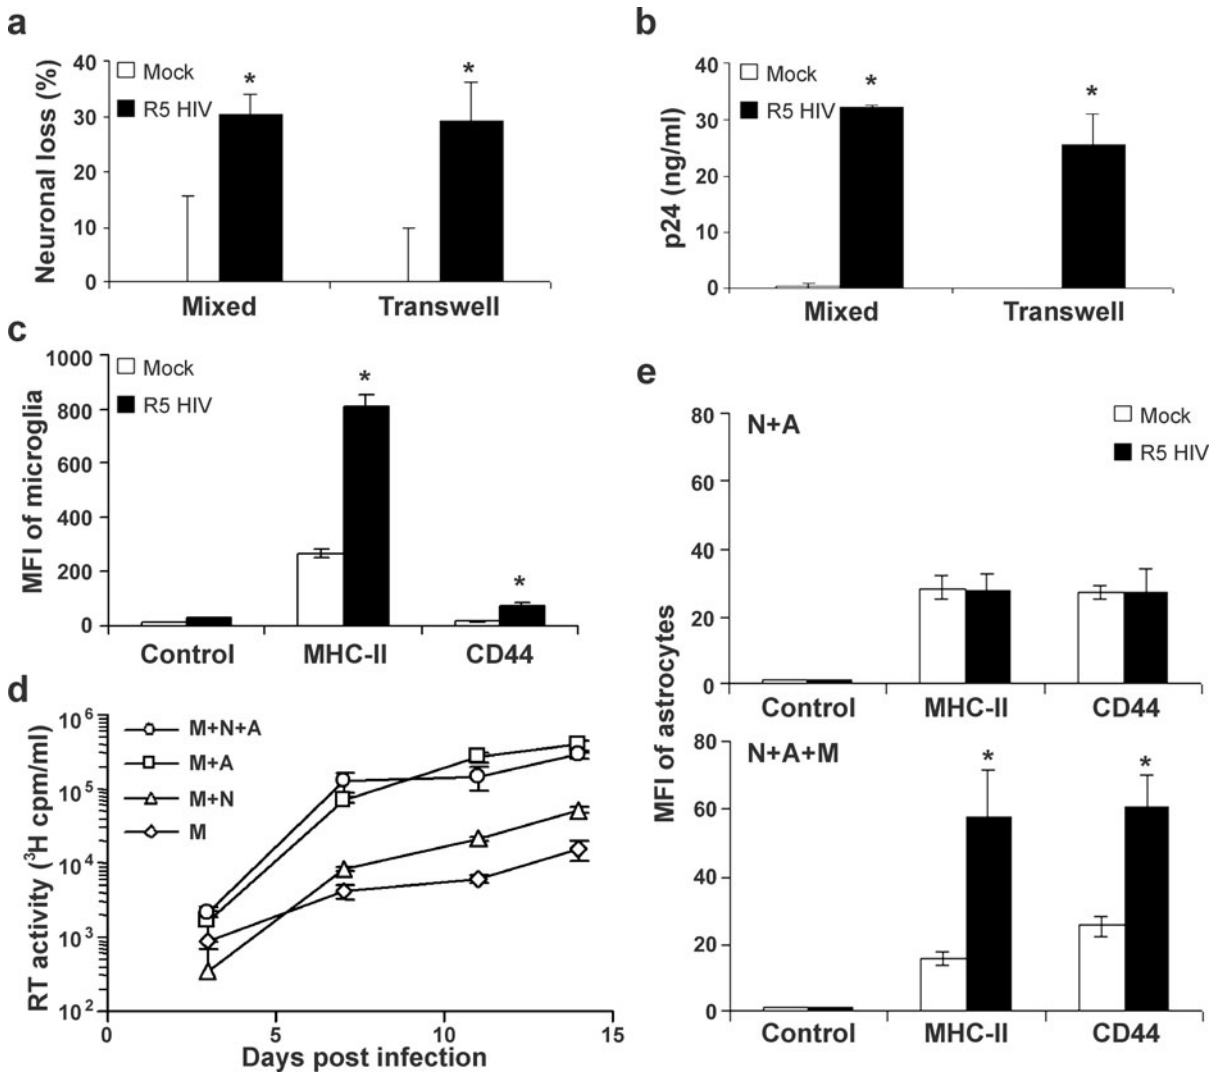 a
Neuronal loss (%)
40
30
20
10
0
Mock
R5 HIV
*
*
Mixed
Transwell
b
p24 (ng/ml)
40
30
20
10
0
Mock
R5 HIV
*
*
Mixed
Transwell
c
MFI of microglia
1000
800
600
400
200
0
Mock
R5 HIV
*
*
Control
MHC-II
CD44
d
RT activity (³H cpm/ml)
10⁶
10⁵
10⁴
10³
10²
M+N+A
M+A
M+N
M
0
5
10
15
Days post infection
e
MFI of astrocytes
80
60
40
20
0
N+A
Mock
R5 HIV
Control
MHC-II
CD44
80
60
40
20
0
N+A+M
*
*
Control
MHC-II
CD44